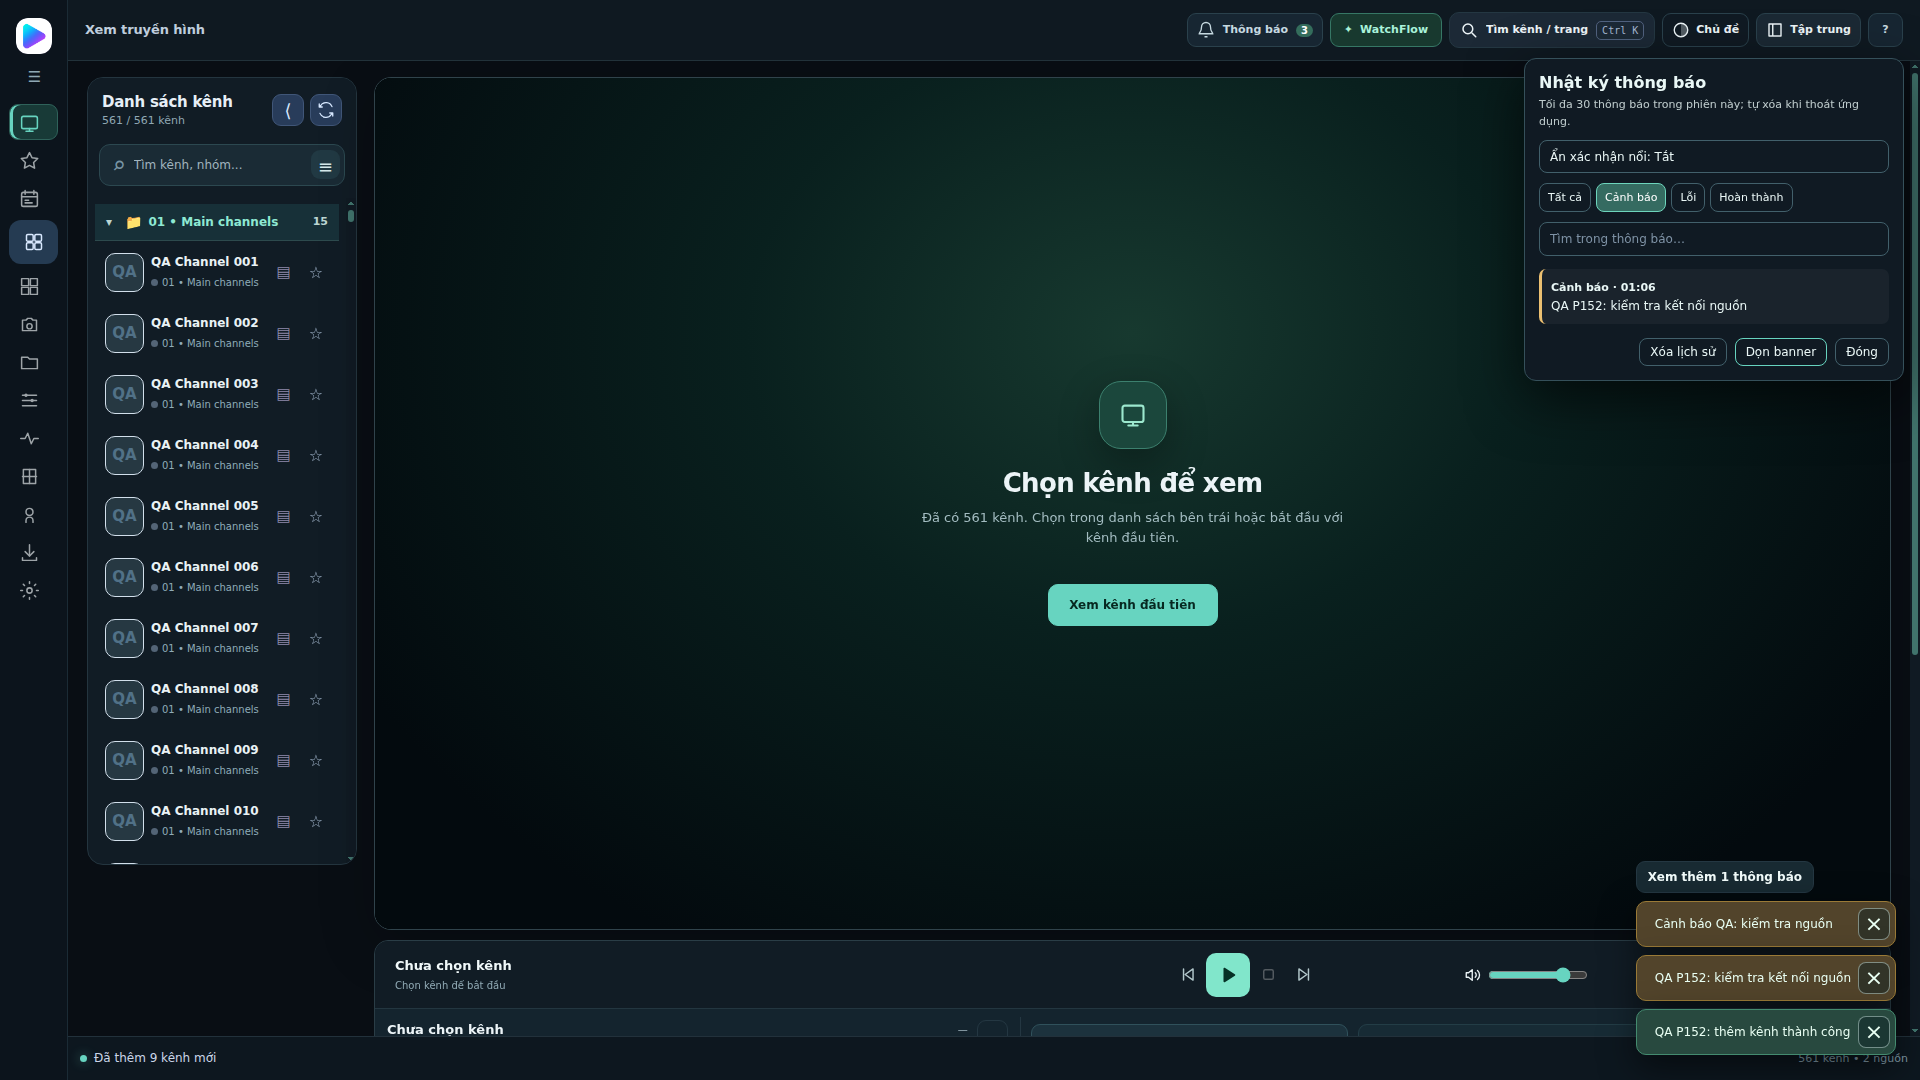 Xem truyền hình
Thông báo 3
WatchFlow
Tìm kênh / trang Ctrl K
Chủ đề
Tập trung
?
Danh sách kênh
561 / 561 kênh
Tìm kênh, nhóm...
01 • Main channels 15
QA QA Channel 001
01 • Main channels
QA QA Channel 002
01 • Main channels
QA QA Channel 003
01 • Main channels
QA QA Channel 004
01 • Main channels
QA QA Channel 005
01 • Main channels
QA QA Channel 006
01 • Main channels
QA QA Channel 007
01 • Main channels
QA QA Channel 008
01 • Main channels
QA QA Channel 009
01 • Main channels
QA QA Channel 010
01 • Main channels
Chọn kênh để xem
Đã có 561 kênh. Chọn trong danh sách bên trái hoặc bắt đầu với
kênh đầu tiên.
Xem kênh đầu tiên
Nhật ký thông báo
Tối đa 30 thông báo trong phiên này; tự xóa khi thoát ứng
dụng.
Ẩn xác nhận nổi: Tắt
Tất cả Cảnh báo Lỗi Hoàn thành
Tìm trong thông báo...
Cảnh báo · 01:06
QA P152: kiểm tra kết nối nguồn
Xóa lịch sử Dọn banner Đóng
Chưa chọn kênh
Chọn kênh để bắt đầu
Chưa chọn kênh
Xem thêm 1 thông báo
Cảnh báo QA: kiểm tra nguồn
QA P152: kiểm tra kết nối nguồn
QA P152: thêm kênh thành công
Đã thêm 9 kênh mới
561 kênh • 2 nguồn